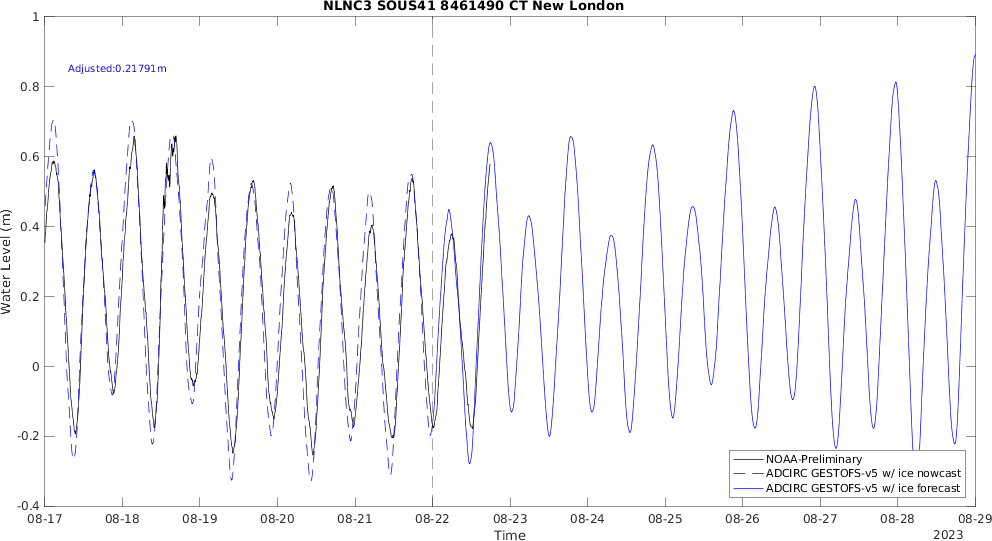 NLNC3 SOUS41 8461490 CT New London
Adjusted:0.21791m
Water Level (m)
1
0.8
0.6
0.4
0.2
0
-0.2
-0.4
NOAA-Preliminary
ADCIRC GESTOFS-v5 w/ ice nowcast
ADCIRC GESTOFS-v5 w/ ice forecast
08-17 08-18 08-19 08-20 08-21 08-22 08-23 08-24 08-25 08-26 08-27 08-28 08-29
Time
2023